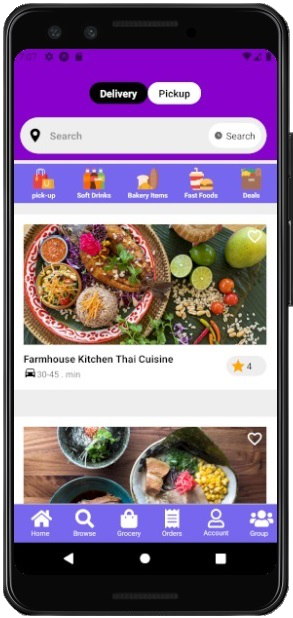 Delivery Pickup
Search Search
pick-up Soft Drinks Bakery Items Fast Foods Deals
Farmhouse Kitchen Thai Cuisine
4
30-45 . min
Home Browse Grocery Orders Account Group